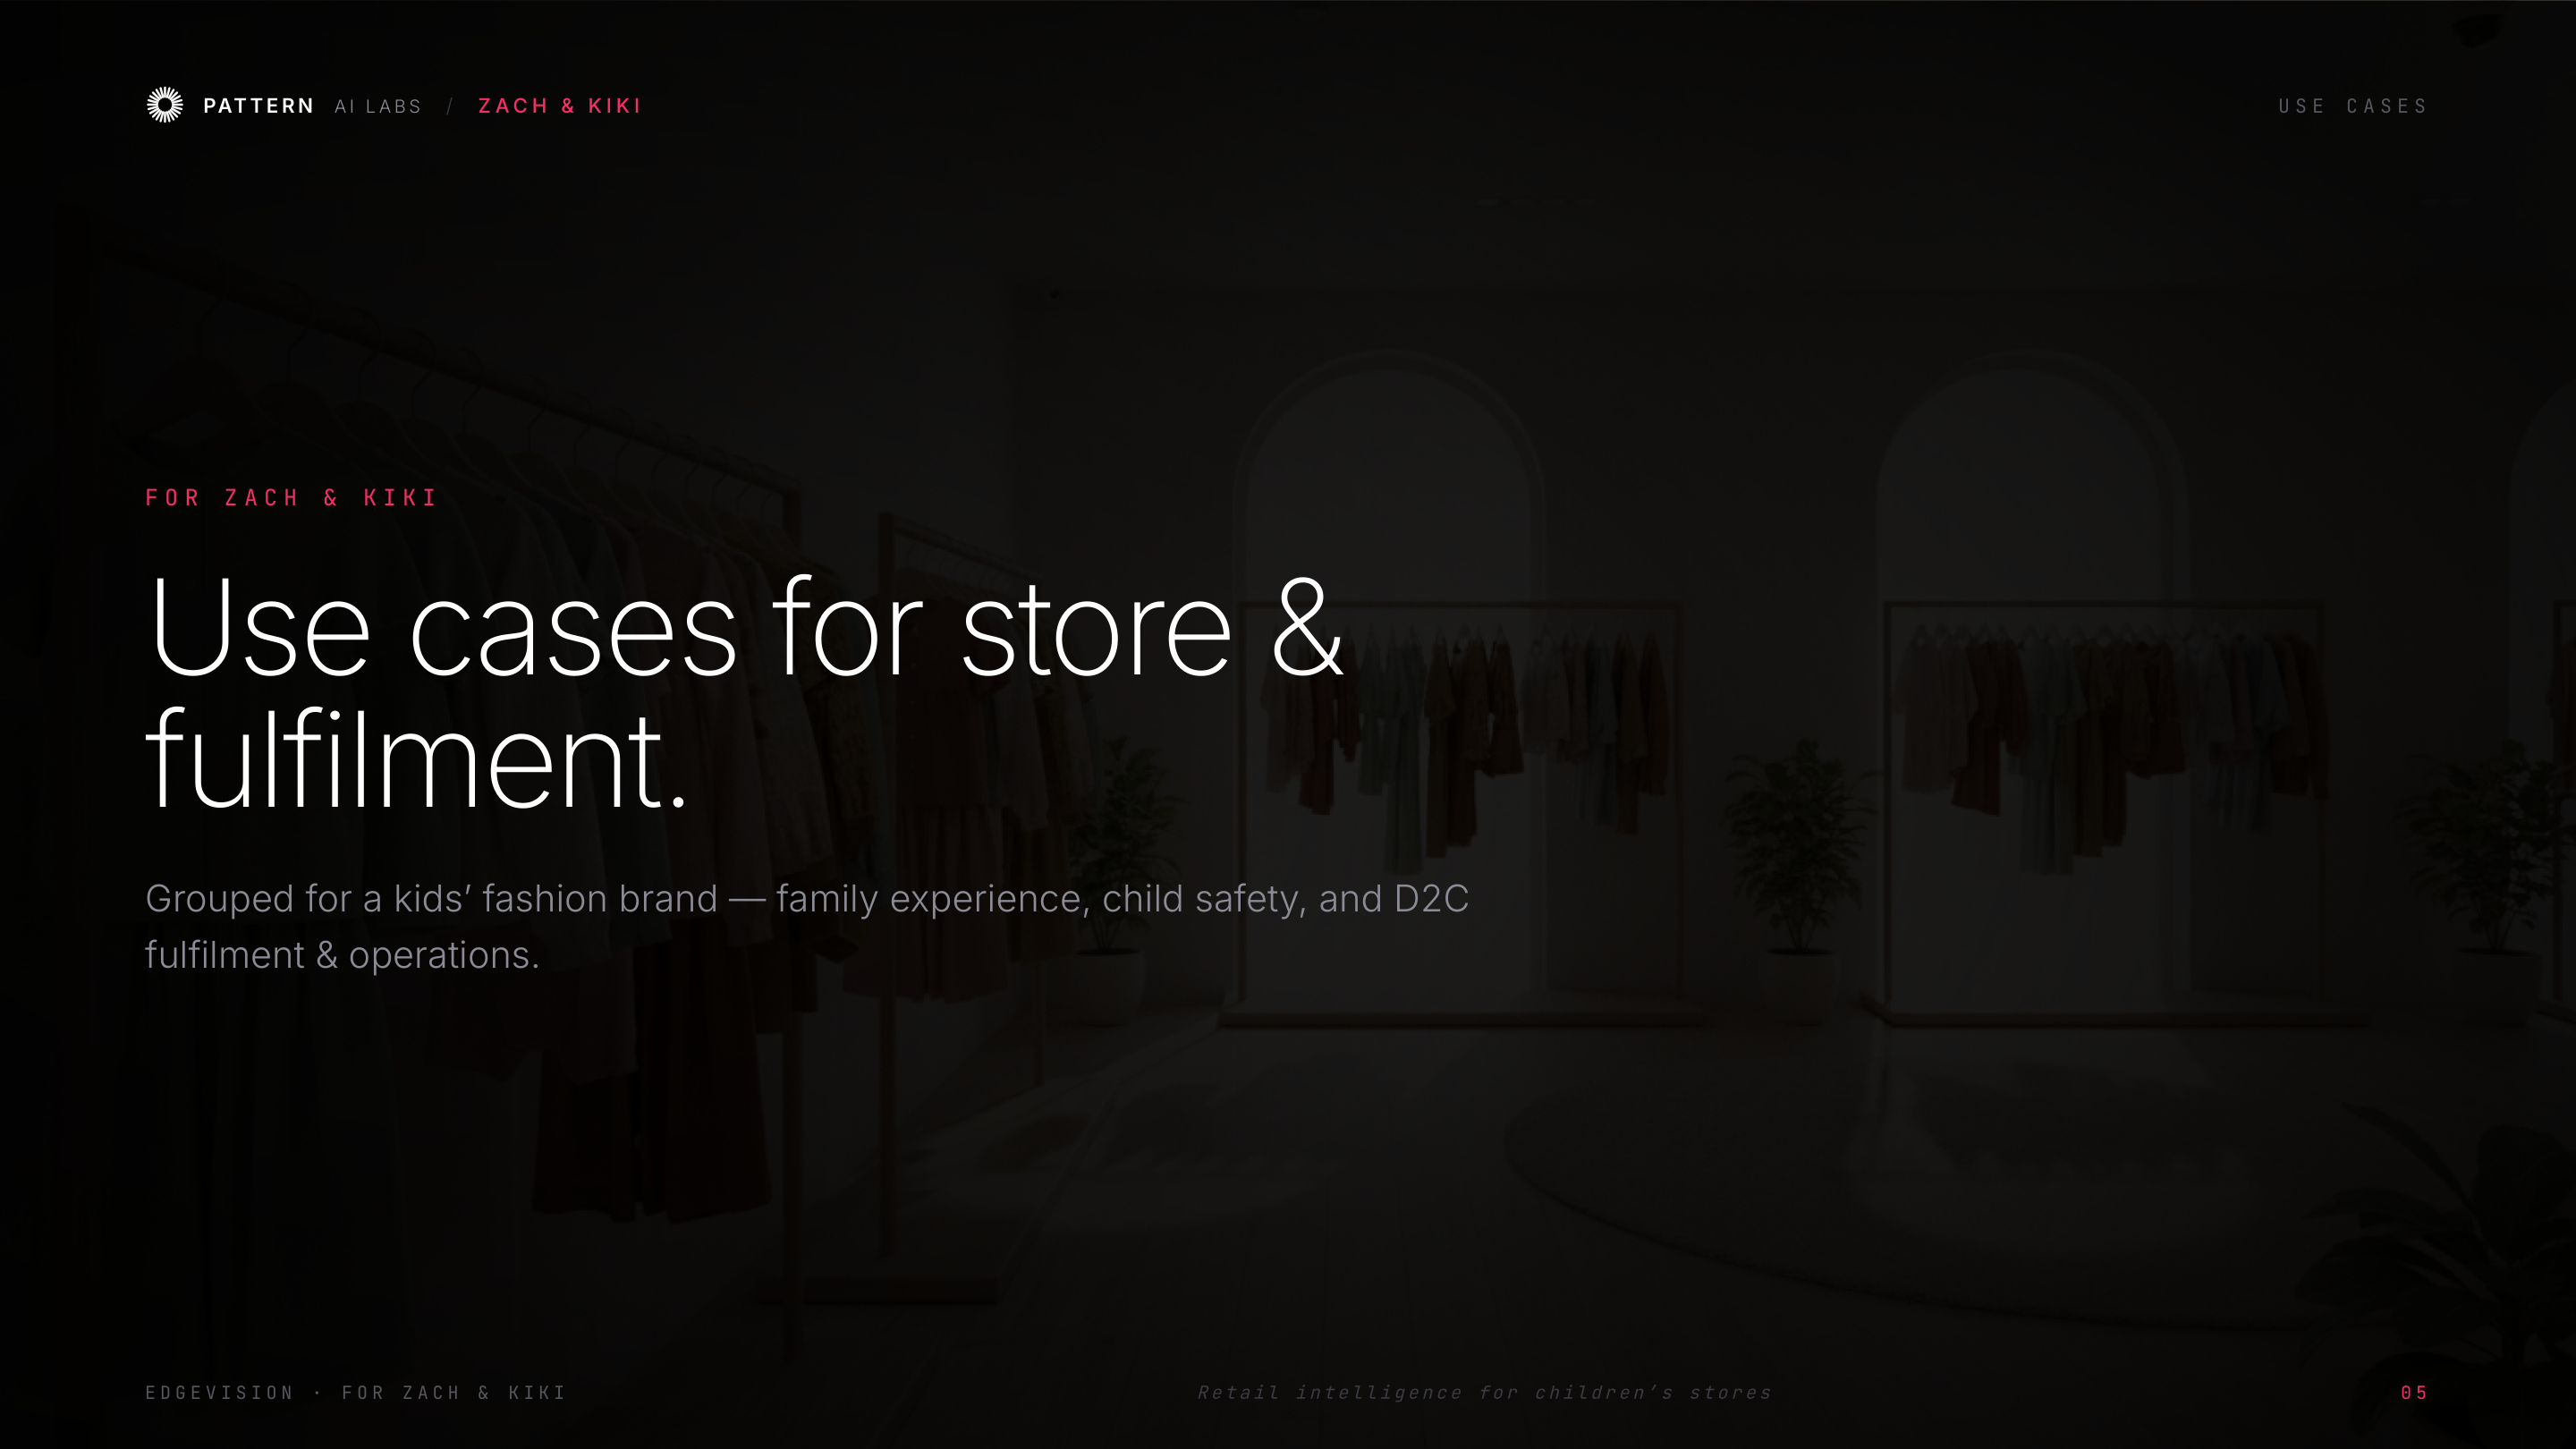 PATTERN AI LABS / ZACH & KIKI
USE CASES
FOR ZACH & KIKI
Use cases for store &
fulfilment.
Grouped for a kids’ fashion brand — family experience, child safety, and D2C
fulfilment & operations.
EDGEVISION · FOR ZACH & KIKI
Retail intelligence for children’s stores
05